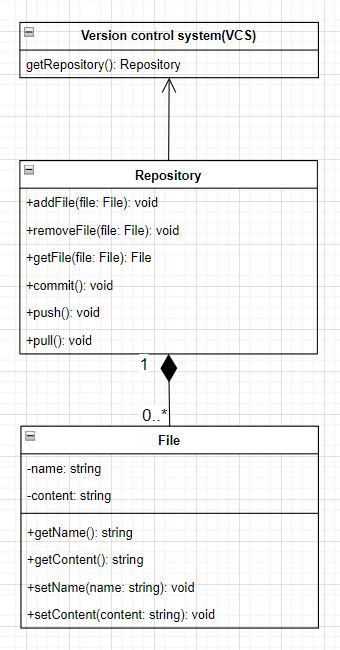 Version control system(VCS)
getRepository(): Repository
Repository
+addFile(file: File): void
+removeFile(file: File): void
+getFile(file: File): File
+commit(): void
+push(): void
+pull(): void
1
0..*
File
-name: string
-content: string
+getName(): string
+getContent(): string
+setName(name: string): void
+setContent(content: string): void